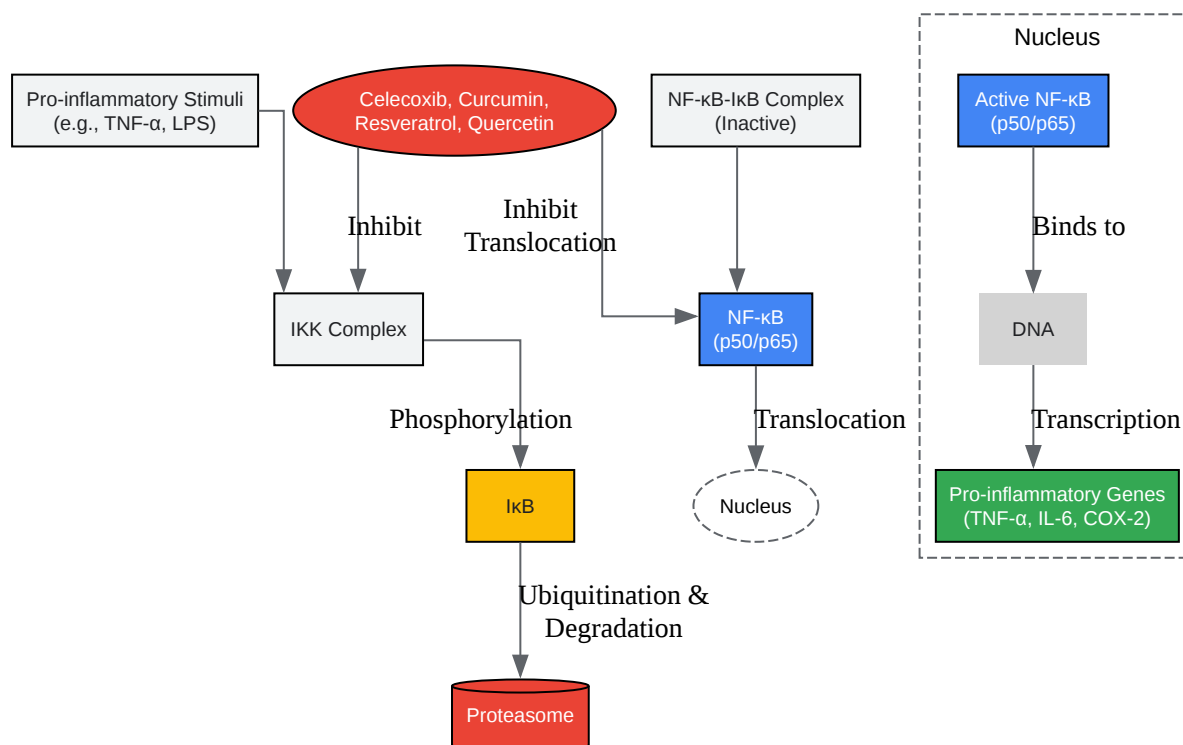 Nucleus
Pro-inflammatory Stimuli
(e.g., TNF-α, LPS)
Celecoxib, Curcumin,
Resveratrol, Quercetin
NF-κB-IκB Complex
(Inactive)
Active NF-κB
(p50/p65)
Inhibit
Inhibit
Translocation
Binds to
IKK Complex
NF-κB
(p50/p65)
DNA
Phosphorylation
Translocation
Transcription
IκB
Nucleus
Pro-inflammatory Genes
(TNF-α, IL-6, COX-2)
Ubiquitination &
Degradation
Proteasome